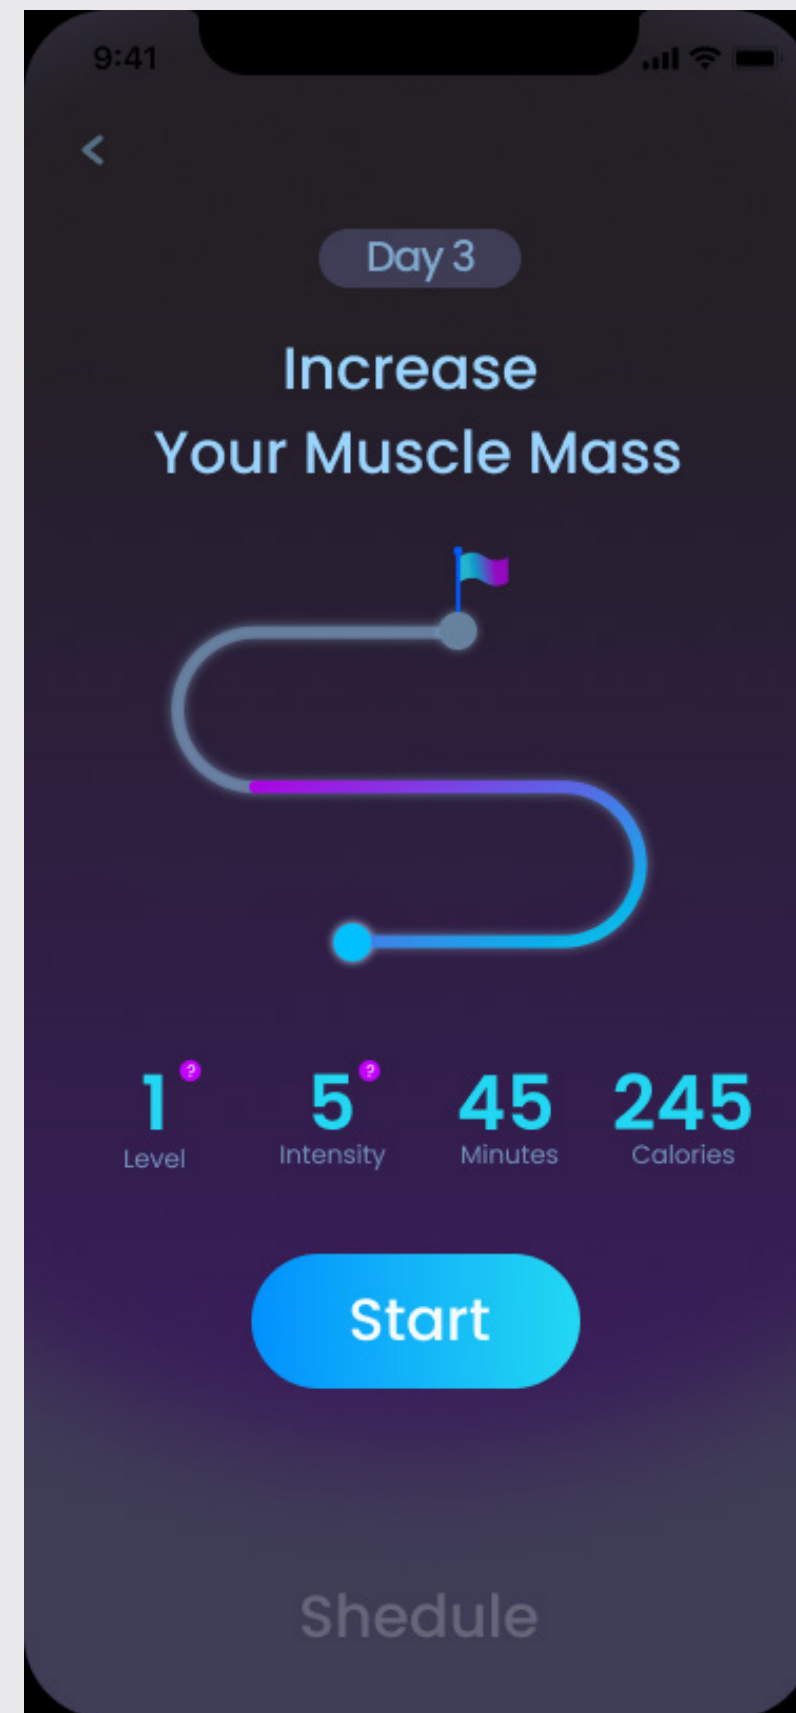 9:41
Day 3
Increase
Your Muscle Mass
1 ? 5 ? 45 245
Level Intensity Minutes Calories
Start
Shedule